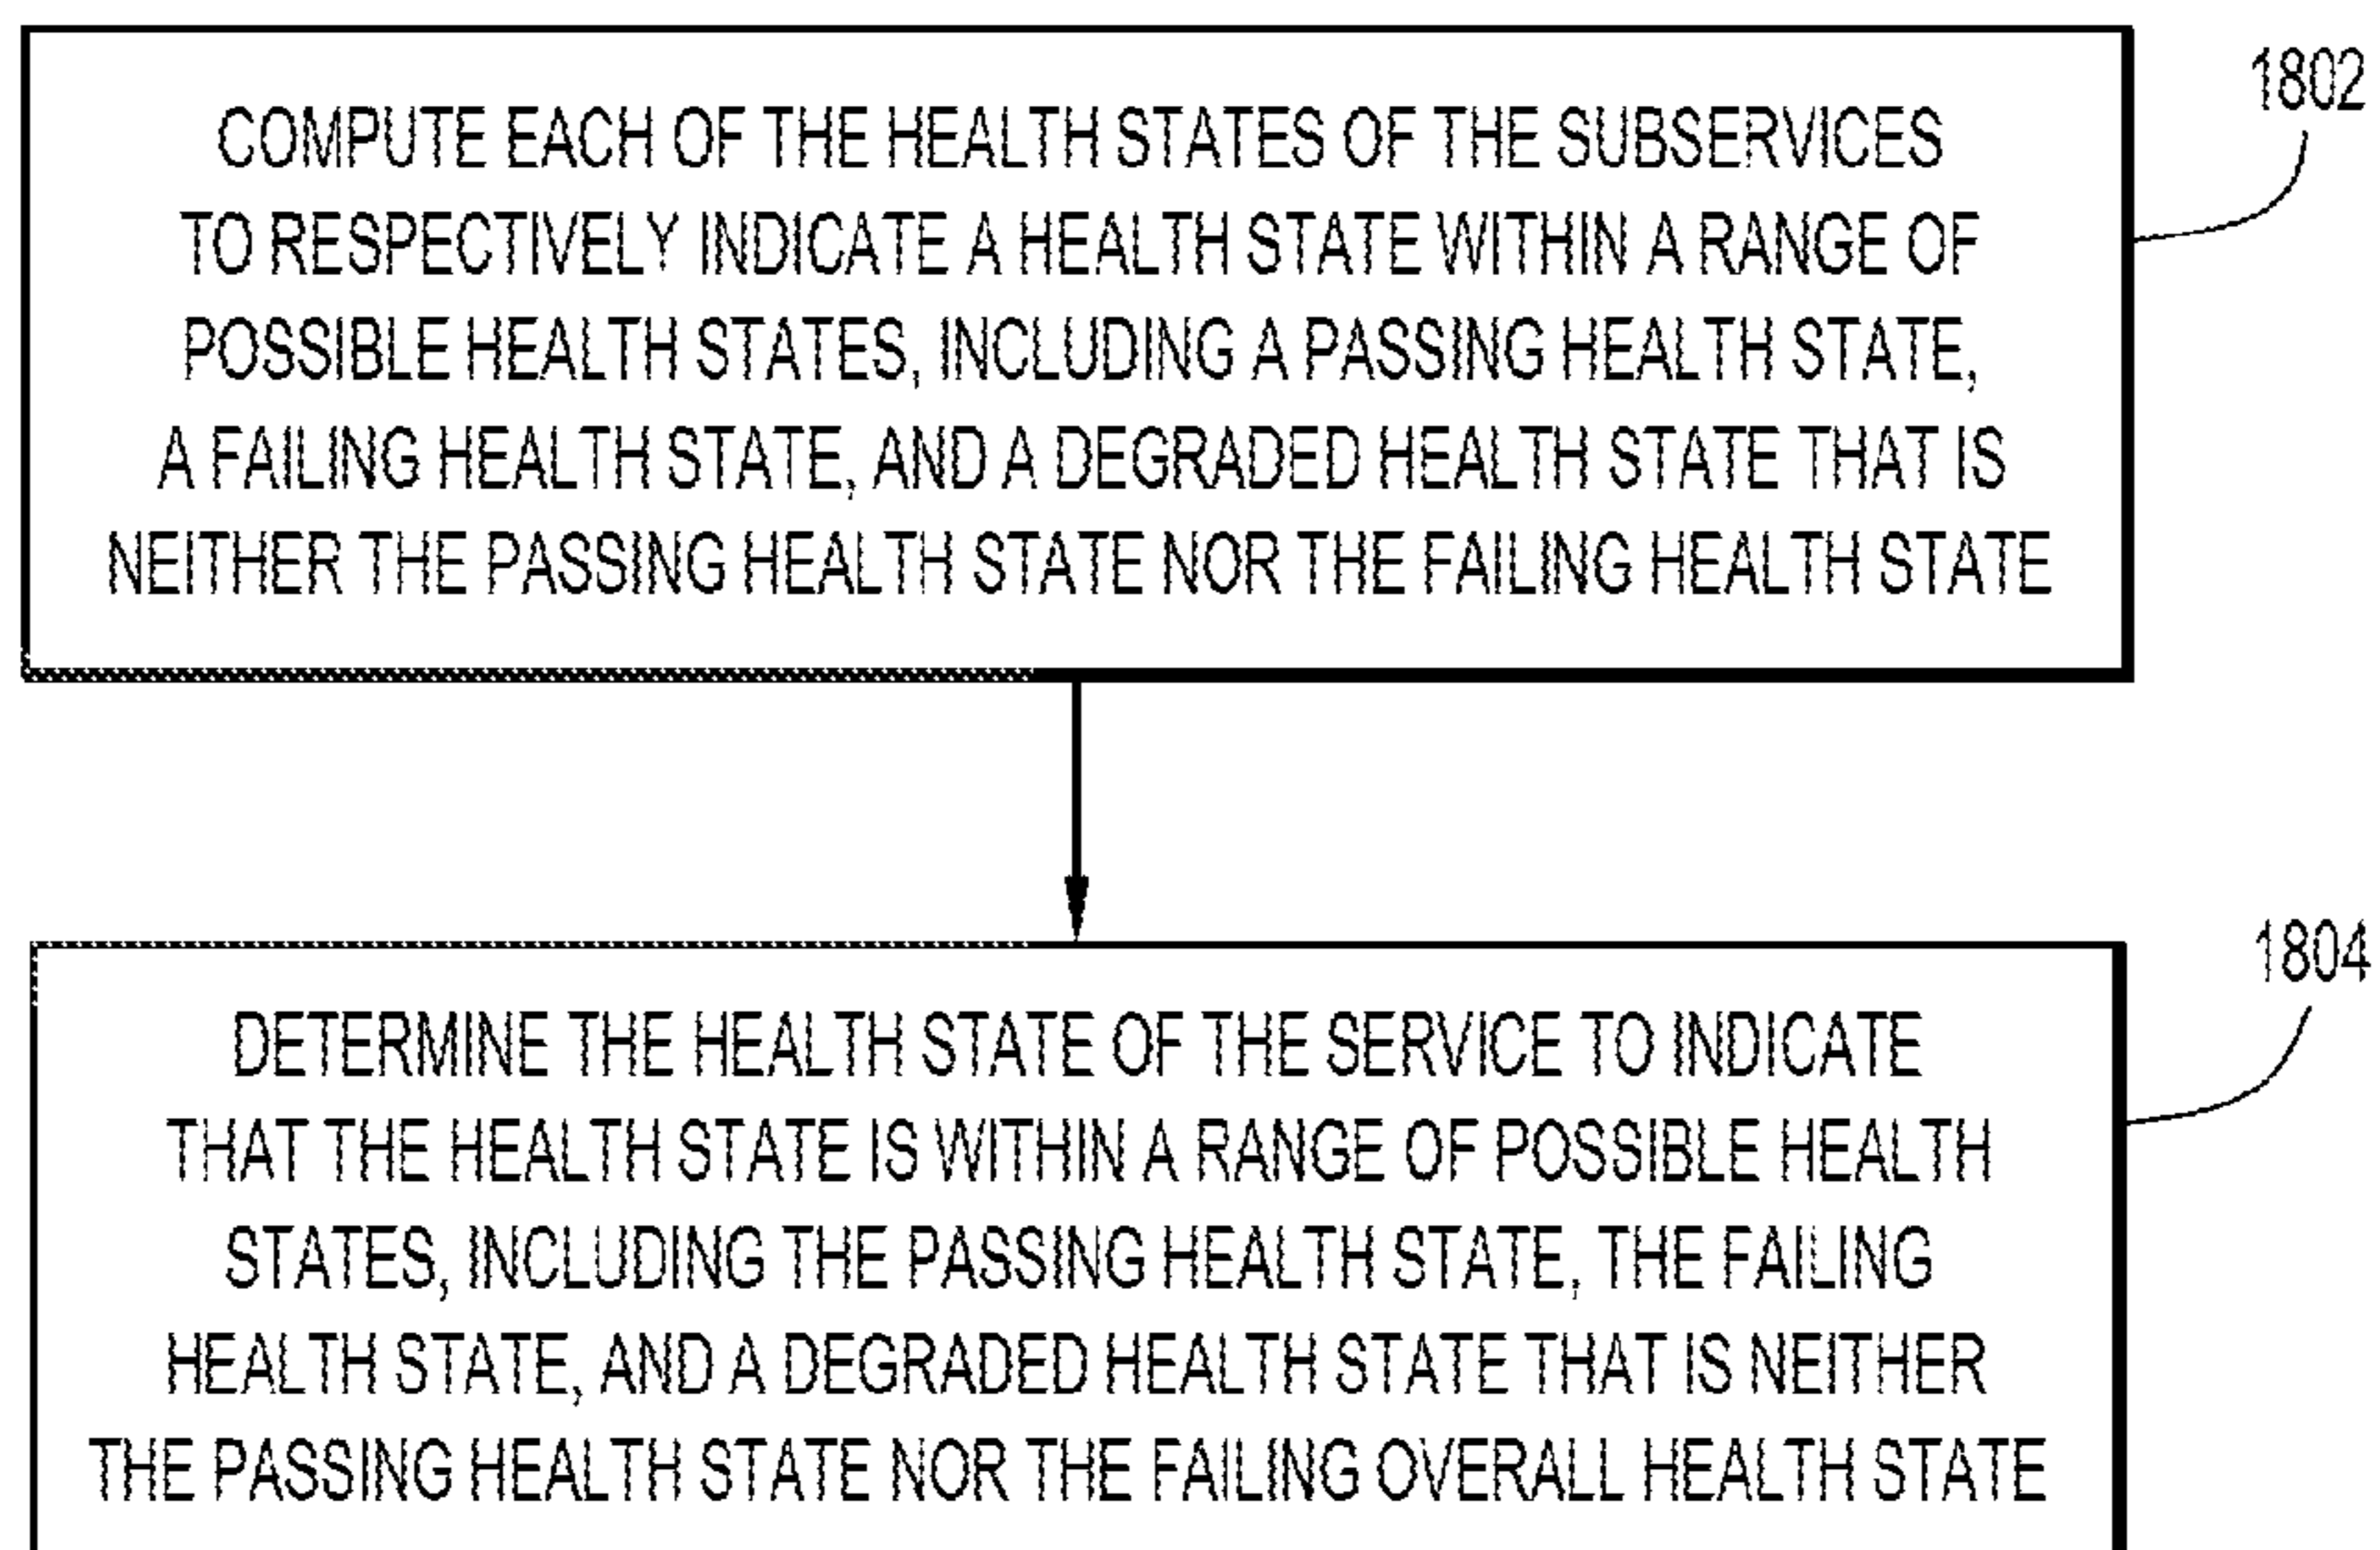 1802
COMPUTE EACH OF THE HEALTH STATES OF THE SUBSERVICES
TO RESPECTIVELY INDICATE A HEALTH STATE WITHIN A RANGE OF
POSSIBLE HEALTH STATES, INCLUDING A PASSING HEALTH STATE,
A FAILING HEALTH STATE, AND A DEGRADED HEALTH STATE THAT IS
NEITHER THE PASSING HEALTH STATE NOR THE FAILING HEALTH STATE
1804
DETERMINE THE HEALTH STATE OF THE SERVICE TO INDICATE
THAT THE HEALTH STATE IS WITHIN A RANGE OF POSSIBLE HEALTH
STATES, INCLUDING THE PASSING HEALTH STATE, THE FAILING
HEALTH STATE, AND A DEGRADED HEALTH STATE THAT IS NEITHER
THE PASSING HEALTH STATE NOR THE FAILING OVERALL HEALTH STATE